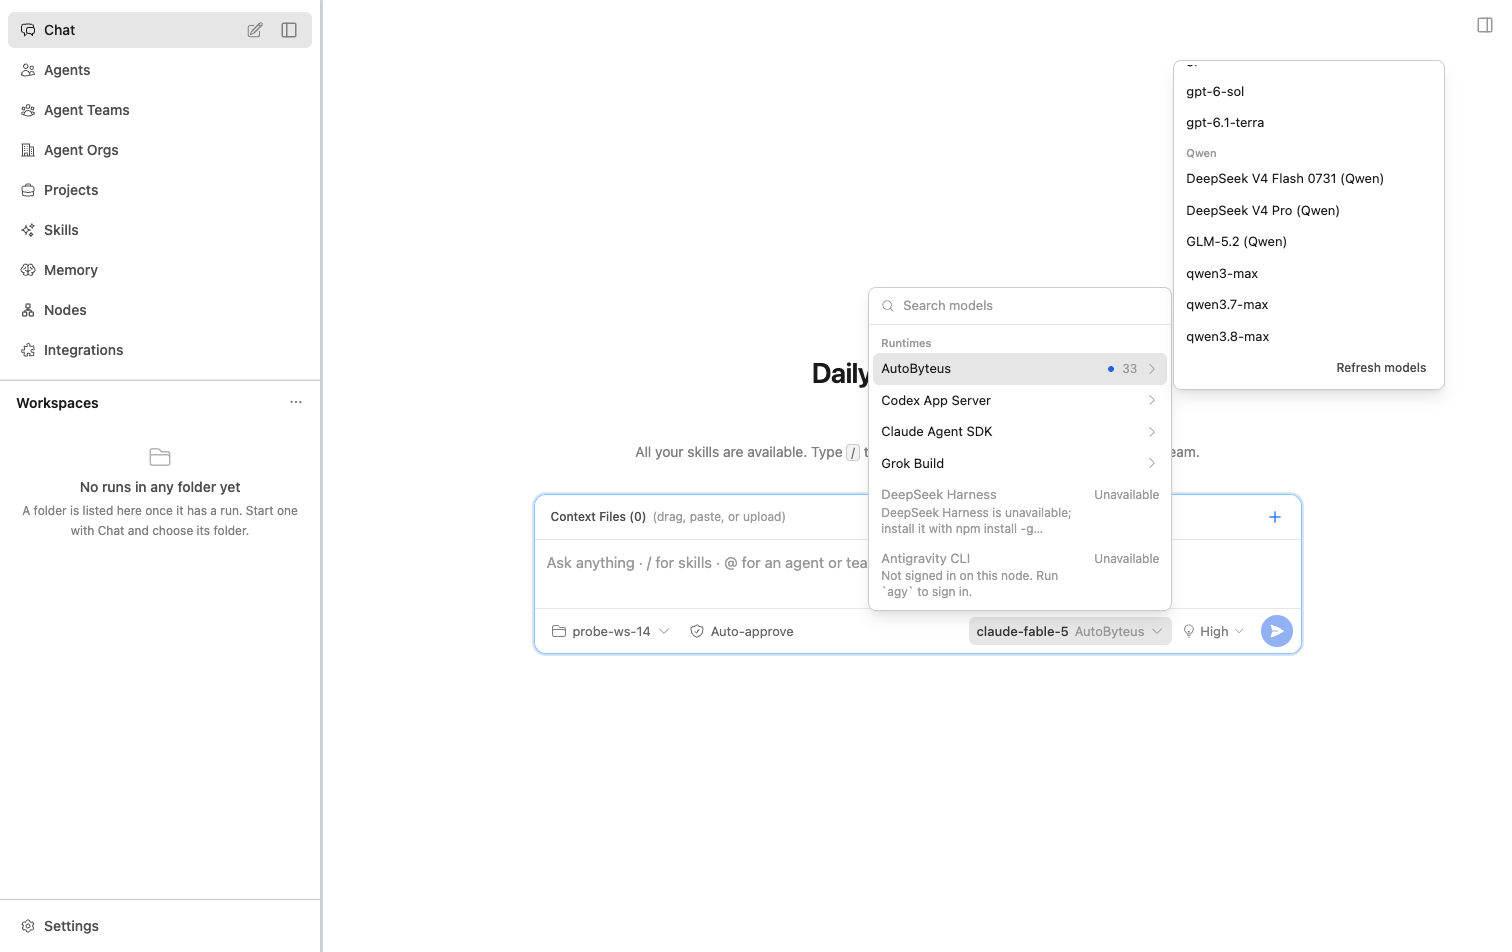 Chat
Agents
Agent Teams
Agent Orgs
Projects
Skills
Memory
Nodes
Integrations
Workspaces
No runs in any folder yet
A folder is listed here once it has a run. Start one
with Chat and choose its folder.
Settings
Daily
All your skills are available. Type / t
eam.
Context Files (0) (drag, paste, or upload)
Ask anything · / for skills · @ for an agent or tea
probe-ws-14
Auto-approve
claude-fable-5 AutoByteus
High
Search models
Runtimes
AutoByteus 33
Codex App Server
Claude Agent SDK
Grok Build
DeepSeek Harness Unavailable
DeepSeek Harness is unavailable;
install it with npm install -g...
Antigravity CLI Unavailable
Not signed in on this node. Run
`agy` to sign in.
gpt-6-sol
gpt-6.1-terra
Qwen
DeepSeek V4 Flash 0731 (Qwen)
DeepSeek V4 Pro (Qwen)
GLM-5.2 (Qwen)
qwen3-max
qwen3.7-max
qwen3.8-max
Refresh models